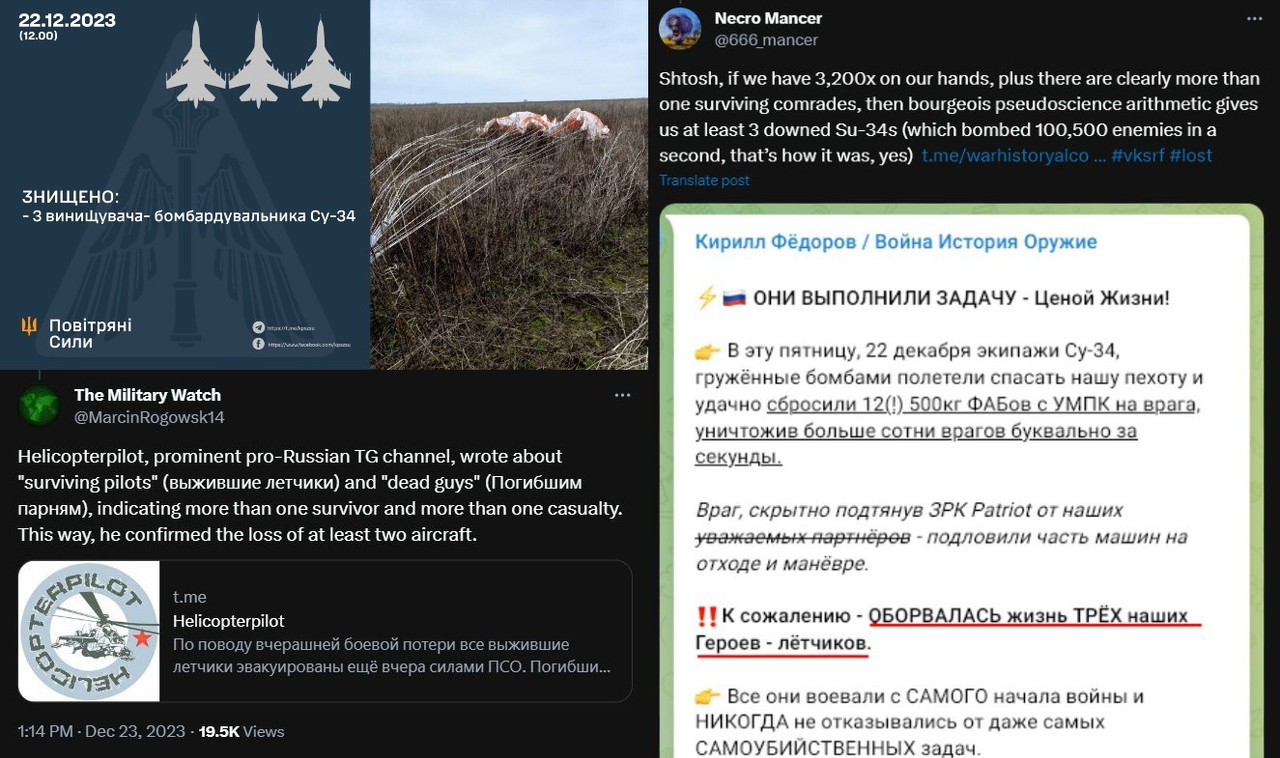 22.12.2023
(12.00)
ЗНИЩЕНО:
- 3 винищувача- бомбардувальника Су-34
Повітряні
Сили
https://t.me/kpszsu
https://www.facebook.com/kpszsu
The Military Watch
@MarcinRogowsk14
Helicopterpilot, prominent pro-Russian TG channel, wrote about
"surviving pilots" (выжившие летчики) and "dead guys" (Погибшим
парням), indicating more than one survivor and more than one casualty.
This way, he confirmed the loss of at least two aircraft.
HELICOPTERPILOT
t.me
Helicopterpilot
По поводу вчерашней боевой потери все выжившие
летчики эвакуированы ещё вчера силами ПСО. Погибши...
1:14 PM · Dec 23, 2023 · 19.5K Views
Necro Mancer
@666_mancer
Shtosh, if we have 3,200x on our hands, plus there are clearly more than
one surviving comrades, then bourgeois pseudoscience arithmetic gives
us at least 3 downed Su-34s (which bombed 100,500 enemies in a
second, that’s how it was, yes) t.me/warhistoryalco ... #vksrf #lost
Translate post
Кирилл Фёдоров / Война История Оружие
ОНИ ВЫПОЛНИЛИ ЗАДАЧУ - Ценой Жизни!
В эту пятницу, 22 декабря экипажи Су-34,
гружённые бомбами полетели спасать нашу пехоту и
удачно сбросили 12(!) 500кг ФАБов с УМПК на врага,
уничтожив больше сотни врагов буквально за
секунды.
Враг, скрытно подтянув ЗРК Patriot от наших
уважаемых партнёров - подловили часть машин на
отходе и манёвре.
‼️К сожалению - ОБОРВАЛАСЬ жизнь ТРЁХ наших
Героев - лётчиков.
Все они воевали с САМОГО начала войны и
НИКОГДА не отказывались от даже самых
САМОУБИЙСТВЕННЫХ задач.